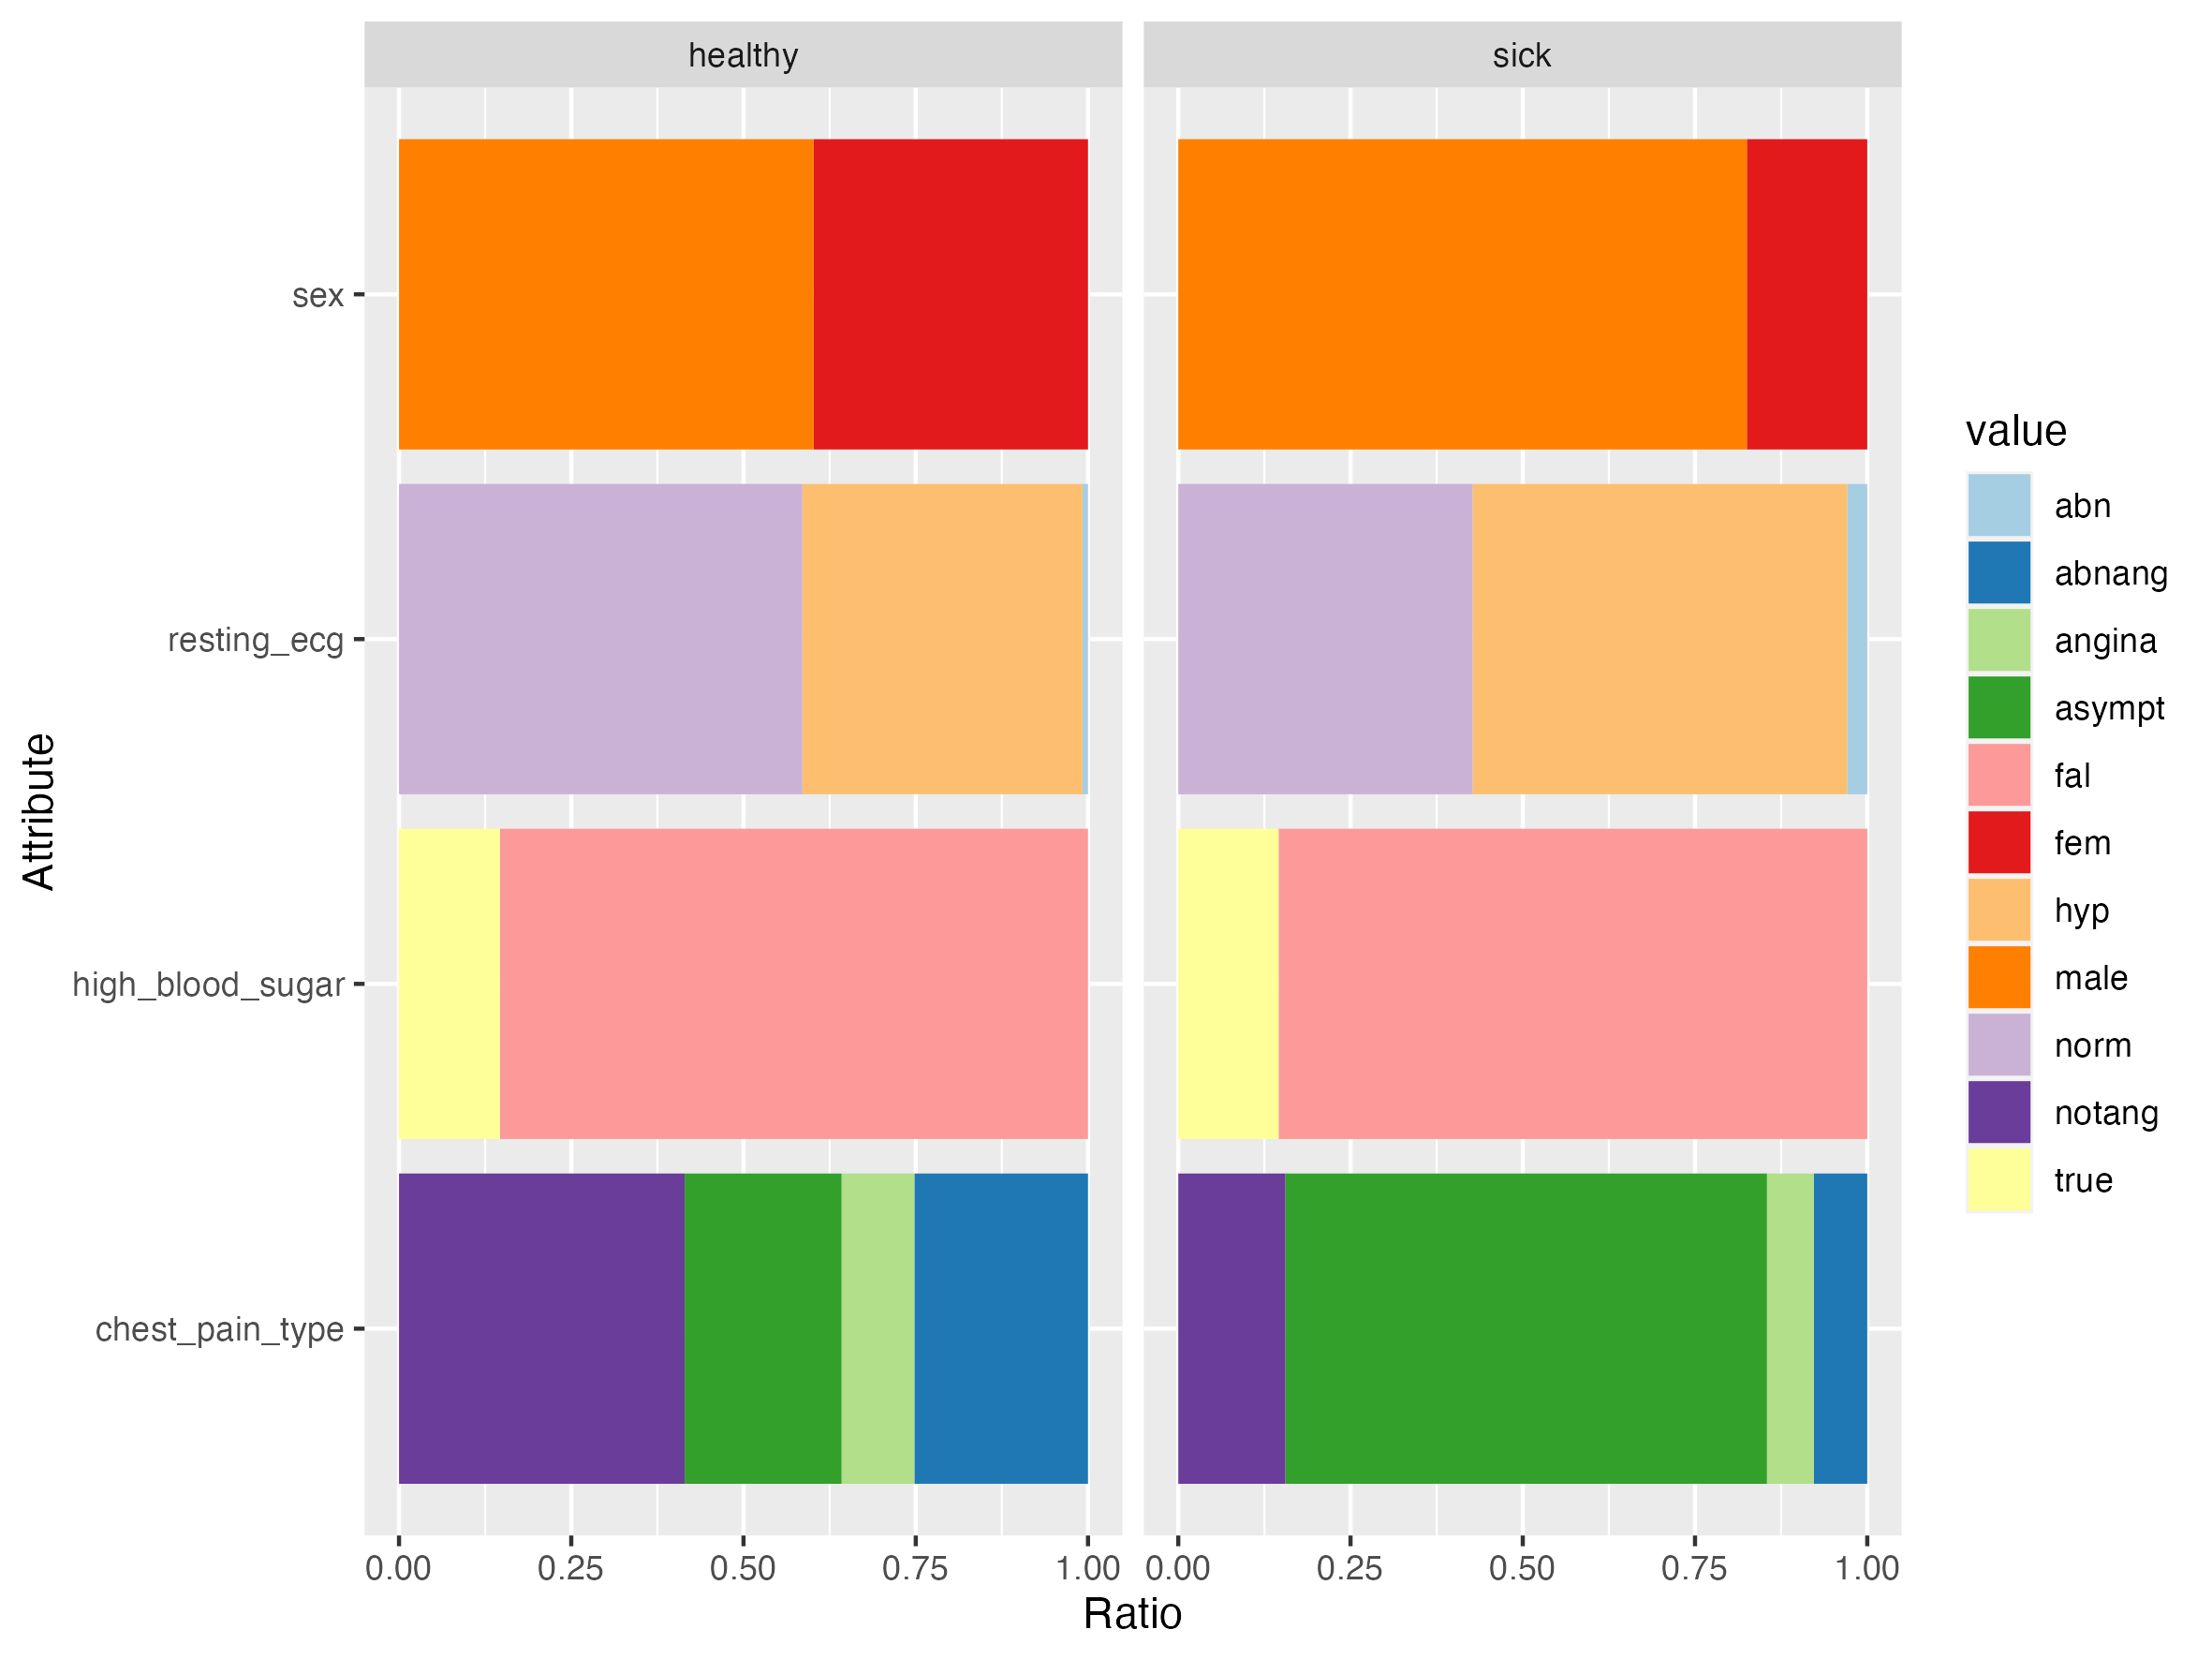 healthy
sick
Attribute
sex
resting_ecg
high_blood_sugar
chest_pain_type
0.00 0.25 0.50 0.75 1.00 0.00 0.25 0.50 0.75 1.00
Ratio
value
abn
abnang
angina
asympt
fal
fem
hyp
male
norm
notang
true